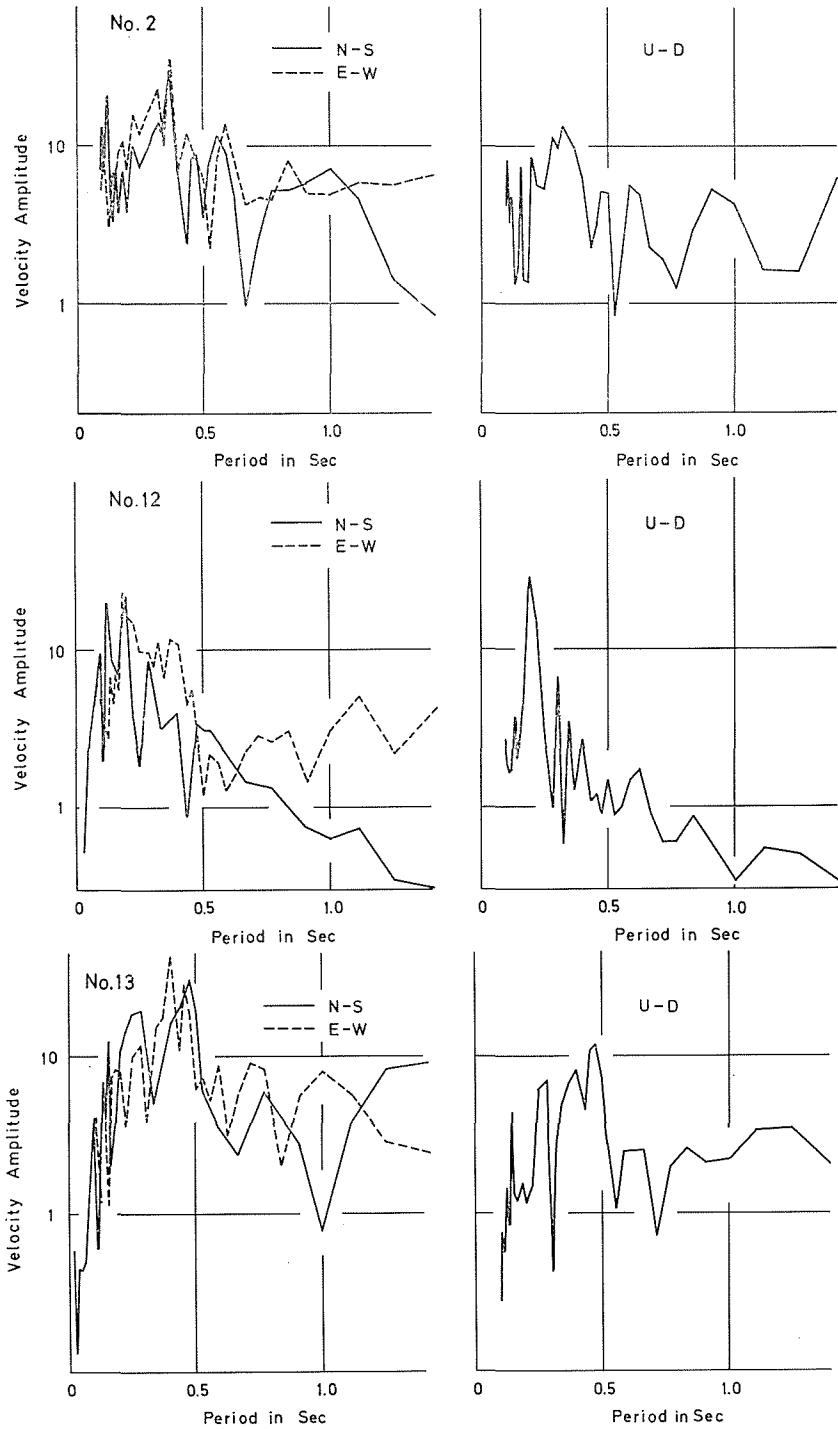 No. 2
N-S
E-W
U-D
Velocity Amplitude
10
1
0 0.5 1.0
0 0.5 1.0
Period in Sec
Period in Sec
No.12
N-S
E-W
U-D
Velocity Amplitude
10
1
0 0.5 1.0
0 0.5 1.0
Period in Sec
Period in Sec
No.13
N-S
E-W
U-D
Velocity Amplitude
10
1
0 0.5 1.0
0 0.5 1.0
Period in Sec
Period in Sec